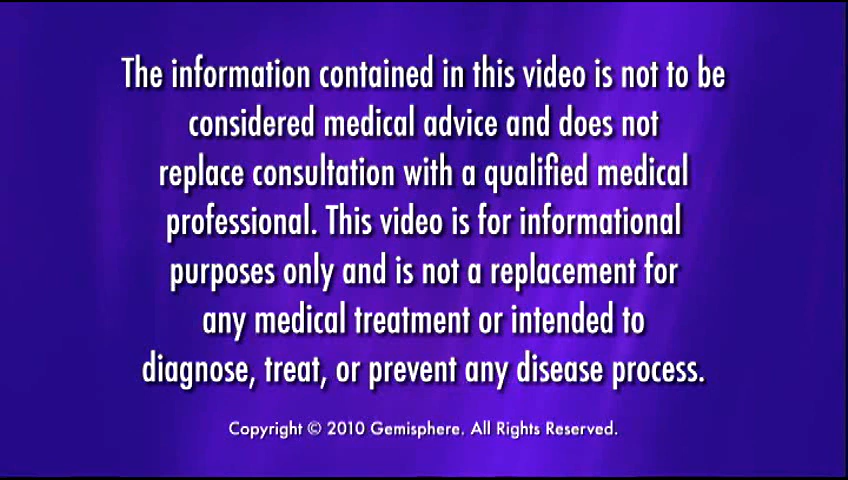 The information contained in this video is not to be
considered medical advice and does not
replace consultation with a qualified medical
professional. This video is for informational
purposes only and is not a replacement for
any medical treatment or intended to
diagnose, treat, or prevent any disease process.
Copyright © 2010 Gemisphere. All Rights Reserved.